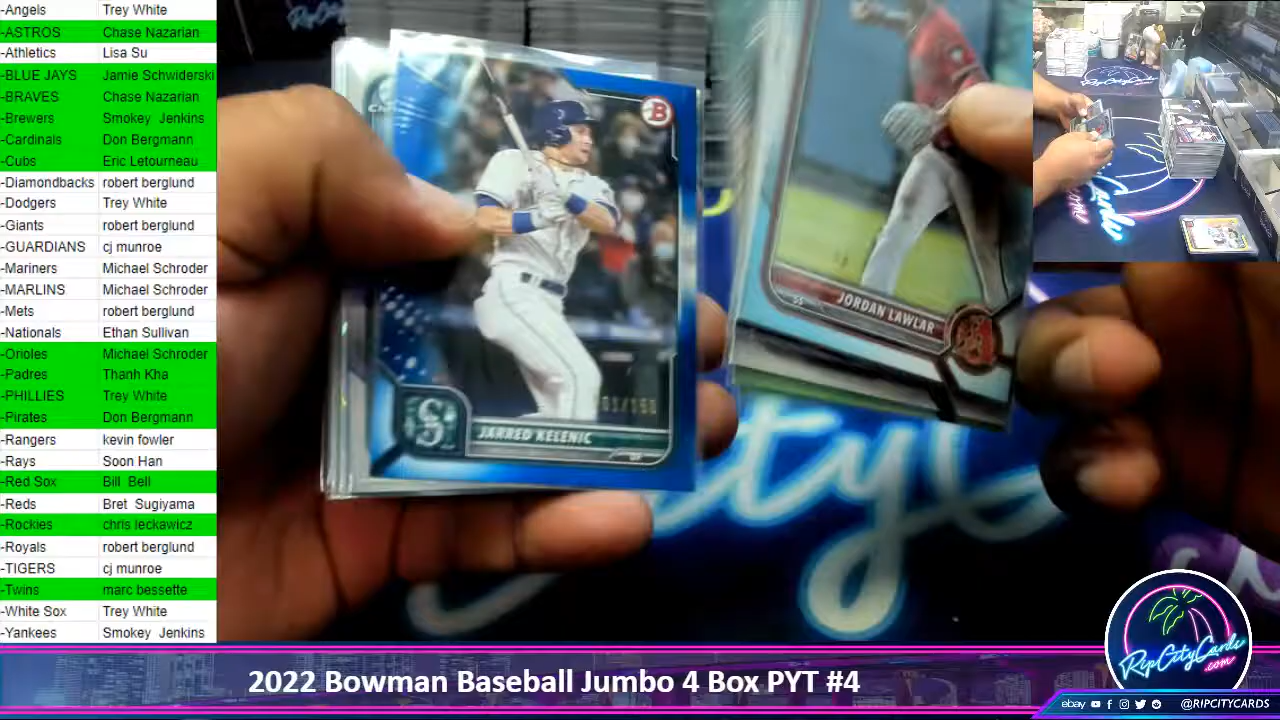 -Angels Trey White
-ASTROS Chase Nazarian
-Athletics Lisa Su
-BLUE JAYS Jamie Schwiderski
-BRAVES Chase Nazarian
-Brewers Smokey Jenkins
-Cardinals Don Bergmann
-Cubs Eric Letourneau
-Diamondbacks robert berglund
-Dodgers Trey White
-Giants robert berglund
-GUARDIANS cj munroe
-Mariners Michael Schroder
-MARLINS Michael Schroder
-Mets robert berglund
-Nationals Ethan Sullivan
-Orioles Michael Schroder
-Padres Thanh Kha
-PHILLIES Trey White
-Pirates Don Bergmann
-Rangers kevin fowler
-Rays Soon Han
-Red Sox Bill Bell
-Reds Bret Sugiyama
-Rockies chris leckawicz
-Royals robert berglund
-TIGERS cj munroe
-Twins marc bessette
-White Sox Trey White
-Yankees Smokey Jenkins
B
S
JARRED KELENIC
SS
JORDAN LAWLAR
RipCityCards
.com
2022 Bowman Baseball Jumbo 4 Box PYT #4
ebay @RIPCITYCARDS